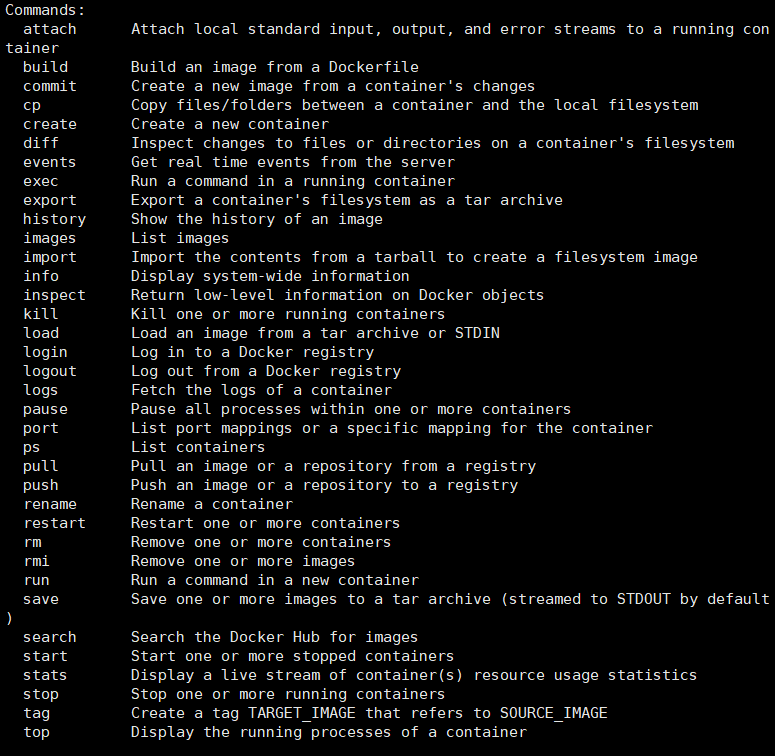 Commands:
  attach      Attach local standard input, output, and error streams to a running con
tainer
  build       Build an image from a Dockerfile
  commit      Create a new image from a container's changes
  cp          Copy files/folders between a container and the local filesystem
  create      Create a new container
  diff        Inspect changes to files or directories on a container's filesystem
  events      Get real time events from the server
  exec        Run a command in a running container
  export      Export a container's filesystem as a tar archive
  history     Show the history of an image
  images      List images
  import      Import the contents from a tarball to create a filesystem image
  info        Display system-wide information
  inspect     Return low-level information on Docker objects
  kill        Kill one or more running containers
  load        Load an image from a tar archive or STDIN
  login       Log in to a Docker registry
  logout      Log out from a Docker registry
  logs        Fetch the logs of a container
  pause       Pause all processes within one or more containers
  port        List port mappings or a specific mapping for the container
  ps          List containers
  pull        Pull an image or a repository from a registry
  push        Push an image or a repository to a registry
  rename      Rename a container
  restart     Restart one or more containers
  rm          Remove one or more containers
  rmi         Remove one or more images
  run         Run a command in a new container
  save        Save one or more images to a tar archive (streamed to STDOUT by default
)
  search      Search the Docker Hub for images
  start       Start one or more stopped containers
  stats       Display a live stream of container(s) resource usage statistics
  stop        Stop one or more running containers
  tag         Create a tag TARGET_IMAGE that refers to SOURCE_IMAGE
  top         Display the running processes of a container